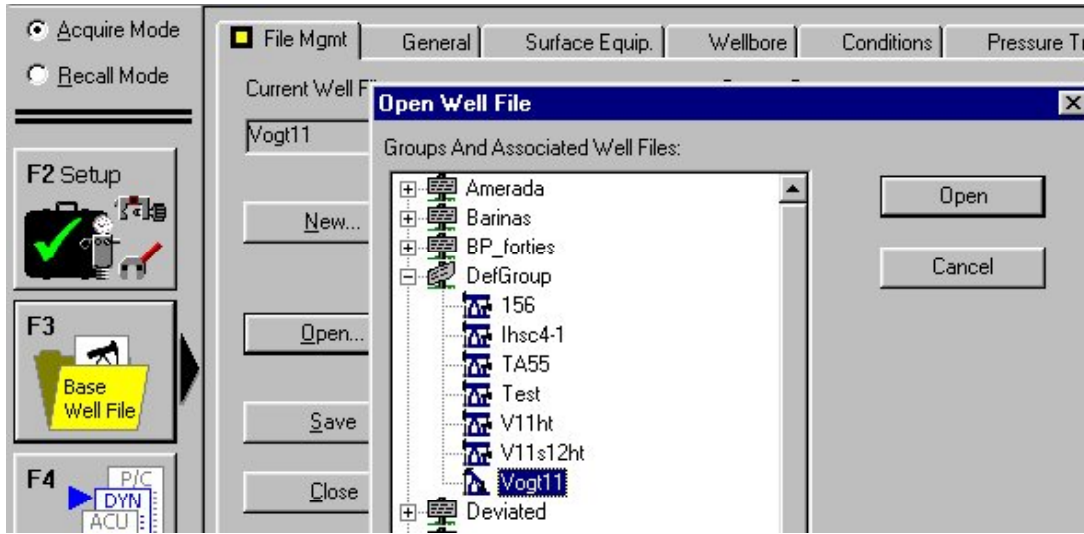 Acquire Mode
Recall Mode
File Mgmt
General
Surface Equip.
Wellbore
Conditions
Pressure
Current Well
Vogt11
New...
Open...
Save
Close
F2 Setup
F3
Base
Well File
F4
P/C
DYN
ACU
Open Well File
Groups And Associated Well Files:
Amerada
Barinas
BP_forties
DefGroup
156
lhsc4-1
TA55
Test
V11ht
V11s12ht
Vogt11
Deviated
Open
Cancel